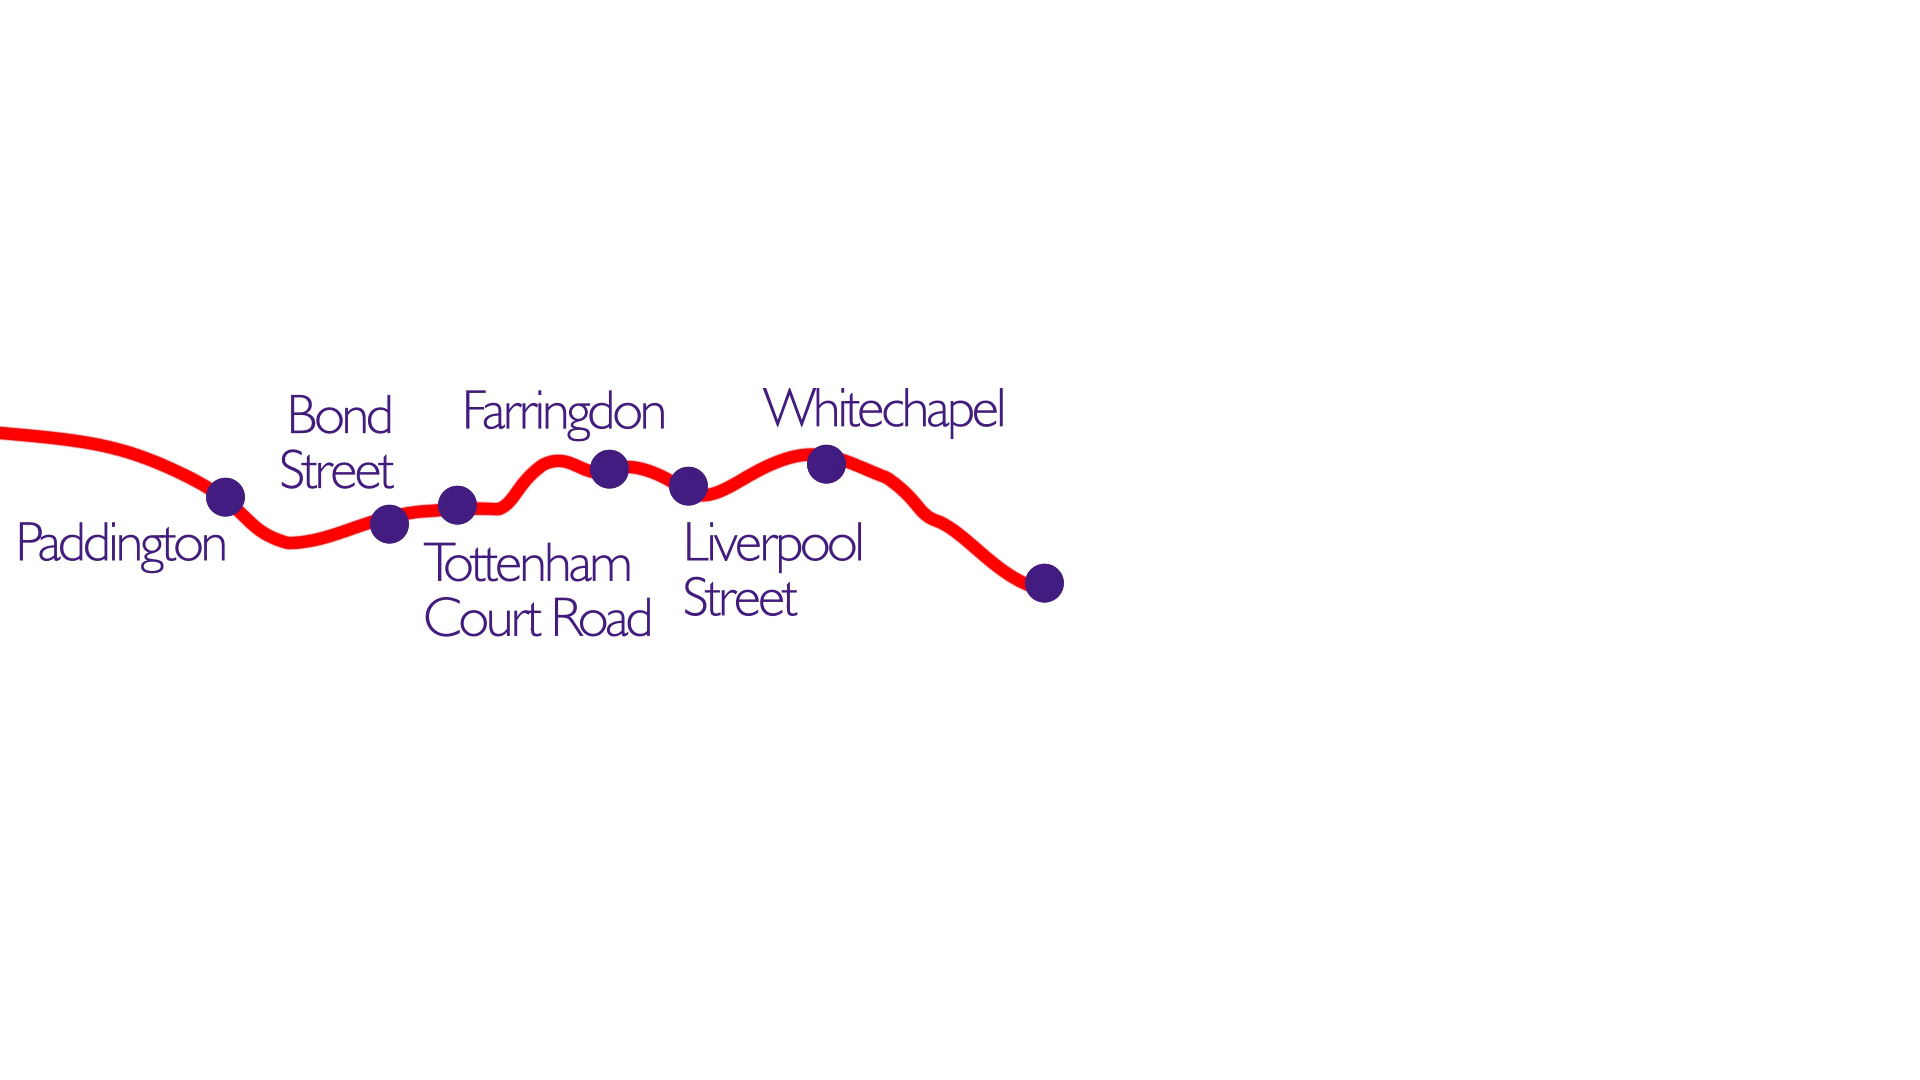 Bond
Street
Farringdon
Whitechapel
Paddington
Tottenham
Court Road
Liverpool
Street